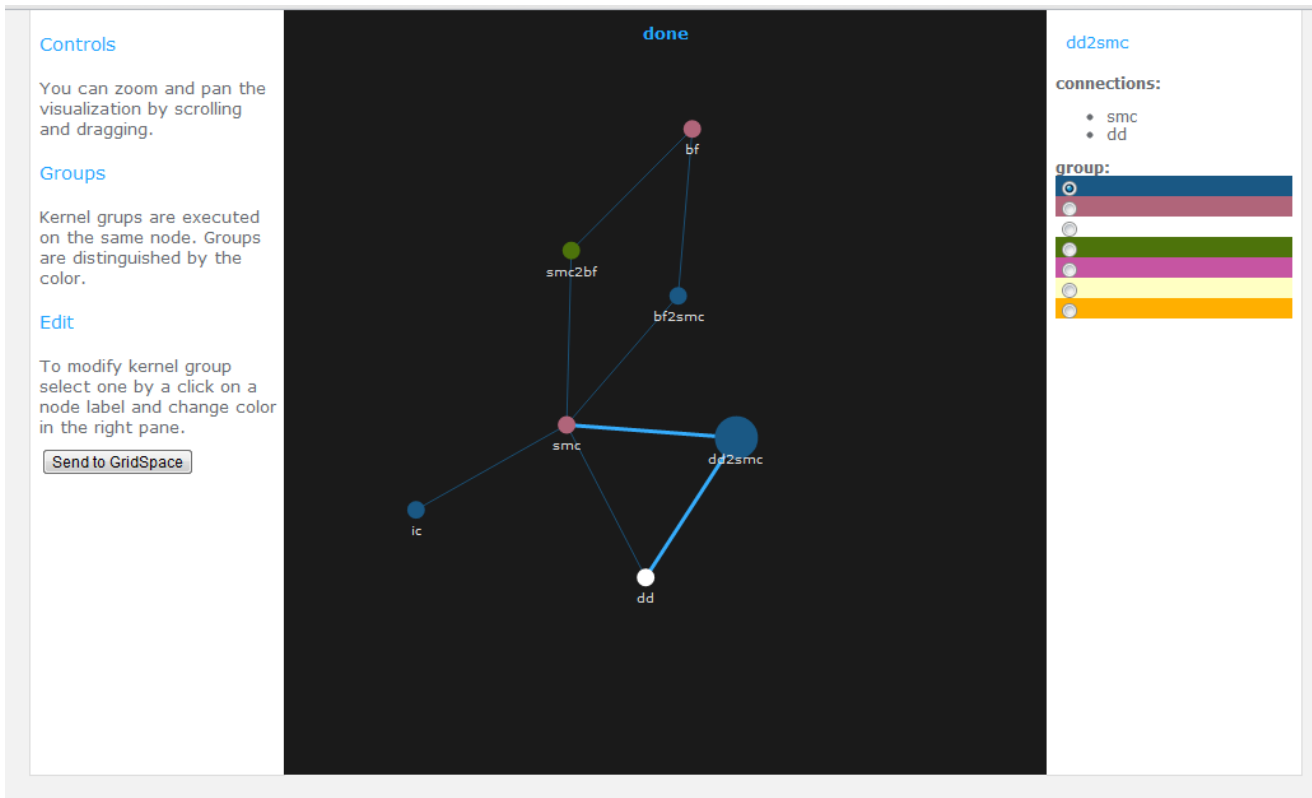 Controls
You can zoom and pan the
visualization by scrolling
and dragging.
Groups
Kernel grups are executed
on the same node. Groups
are distinguished by the
color.
Edit
To modify kernel group
select one by a click on a
node label and change color
in the right pane.
Send to GridSpace
done
bf
smc2bf
bf2smc
smc
dd2smc
ic
dd
dd2smc
connections:
smc
dd
group: